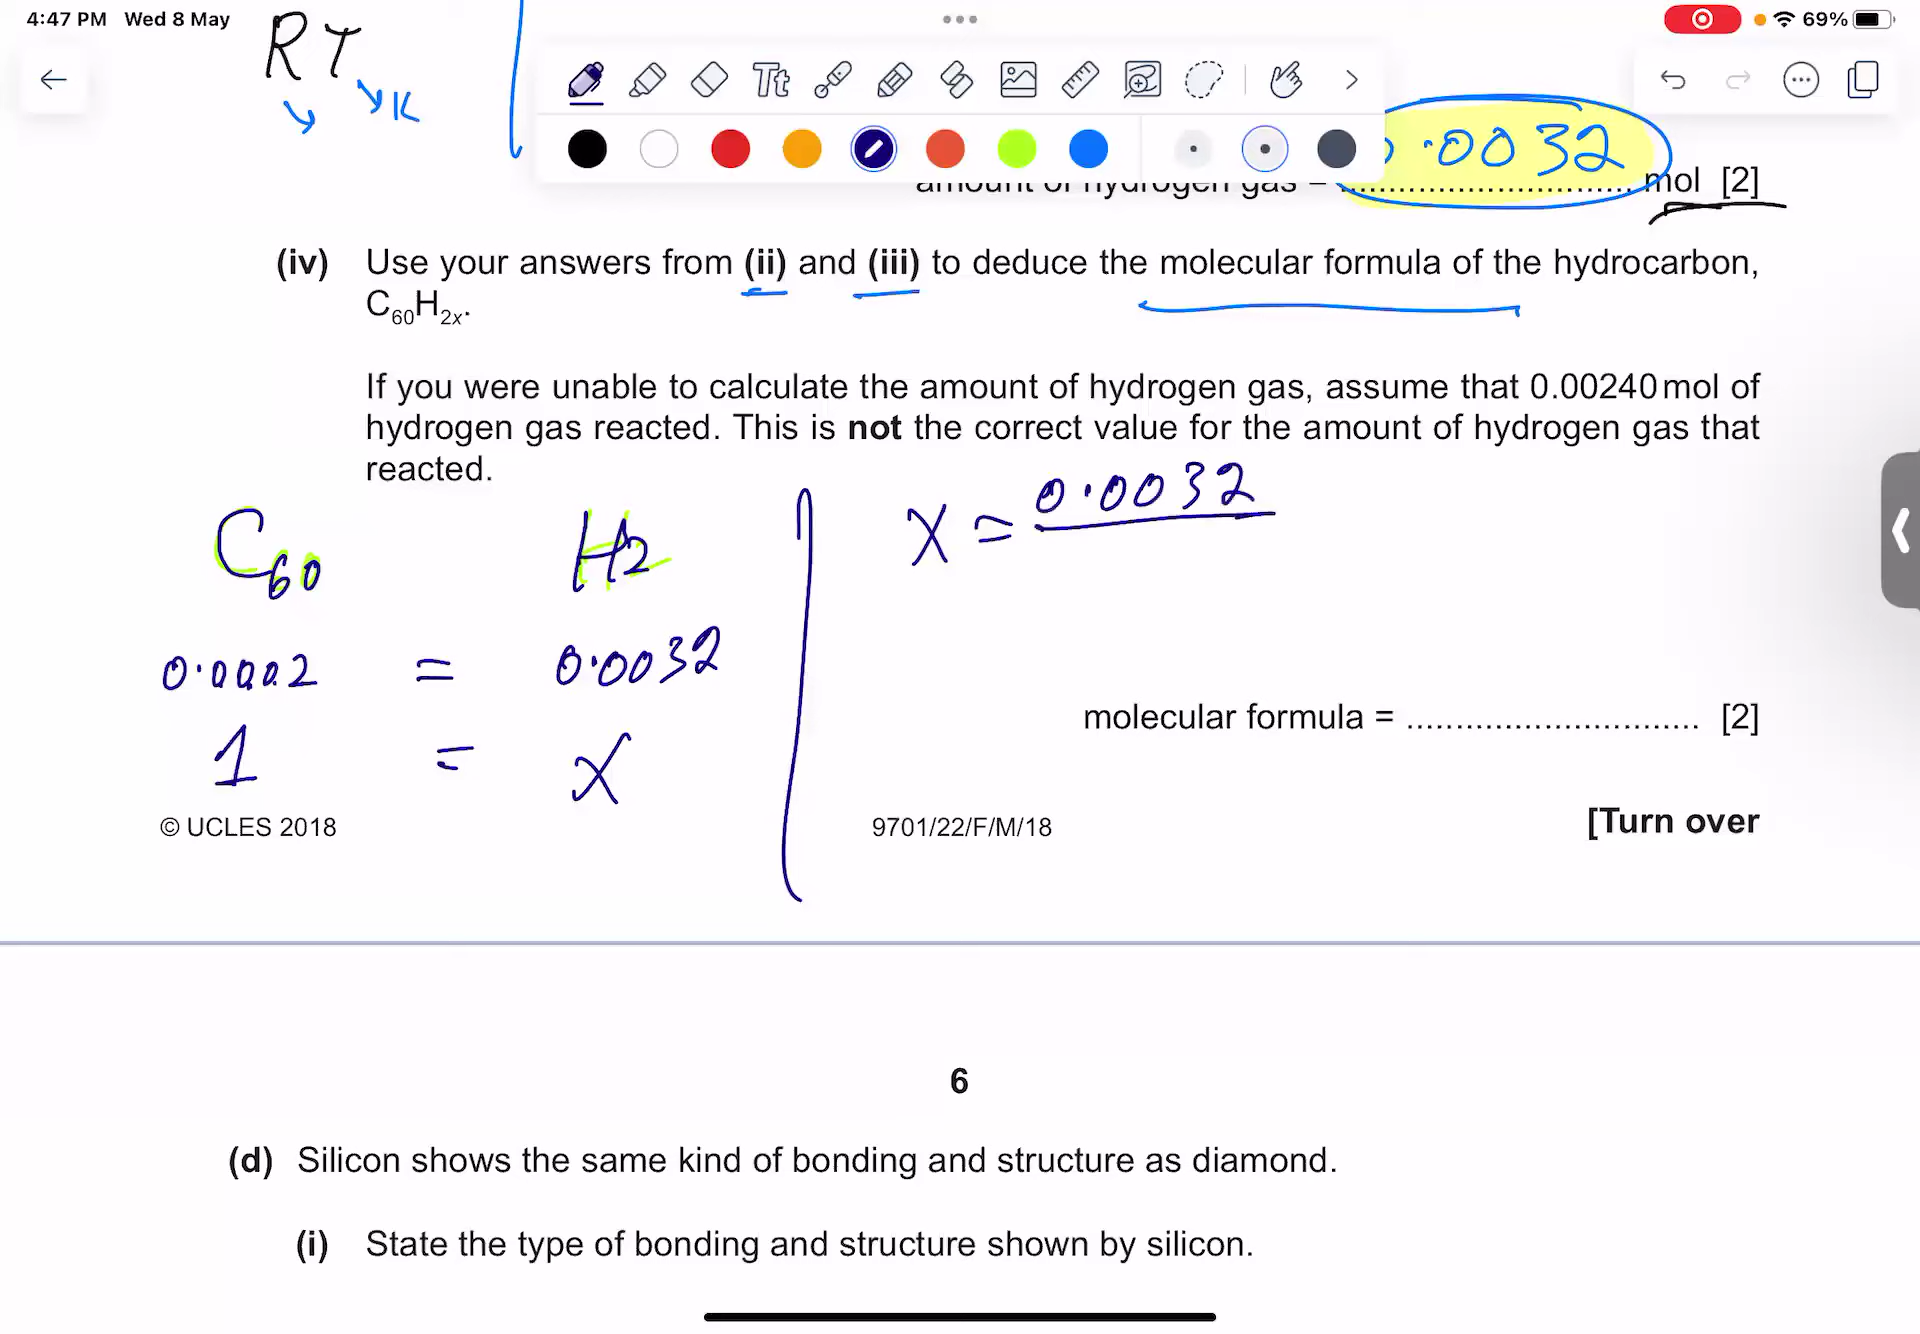 4:47 PM Wed 8 May
69%
RT
K
Tt
.0032
amount of hydrogen gas = .............................. mol [2]
(iv) Use your answers from (ii) and (iii) to deduce the molecular formula of the hydrocarbon,
C60H2x.
If you were unable to calculate the amount of hydrogen gas, assume that 0.00240 mol of
hydrogen gas reacted. This is not the correct value for the amount of hydrogen gas that
reacted.
C60 H2
x = 0.0032
0.0002 = 0.0032
1 = x
molecular formula = .............................. [2]
© UCLES 2018 9701/22/F/M/18 [Turn over
6
(d) Silicon shows the same kind of bonding and structure as diamond.
(i) State the type of bonding and structure shown by silicon.